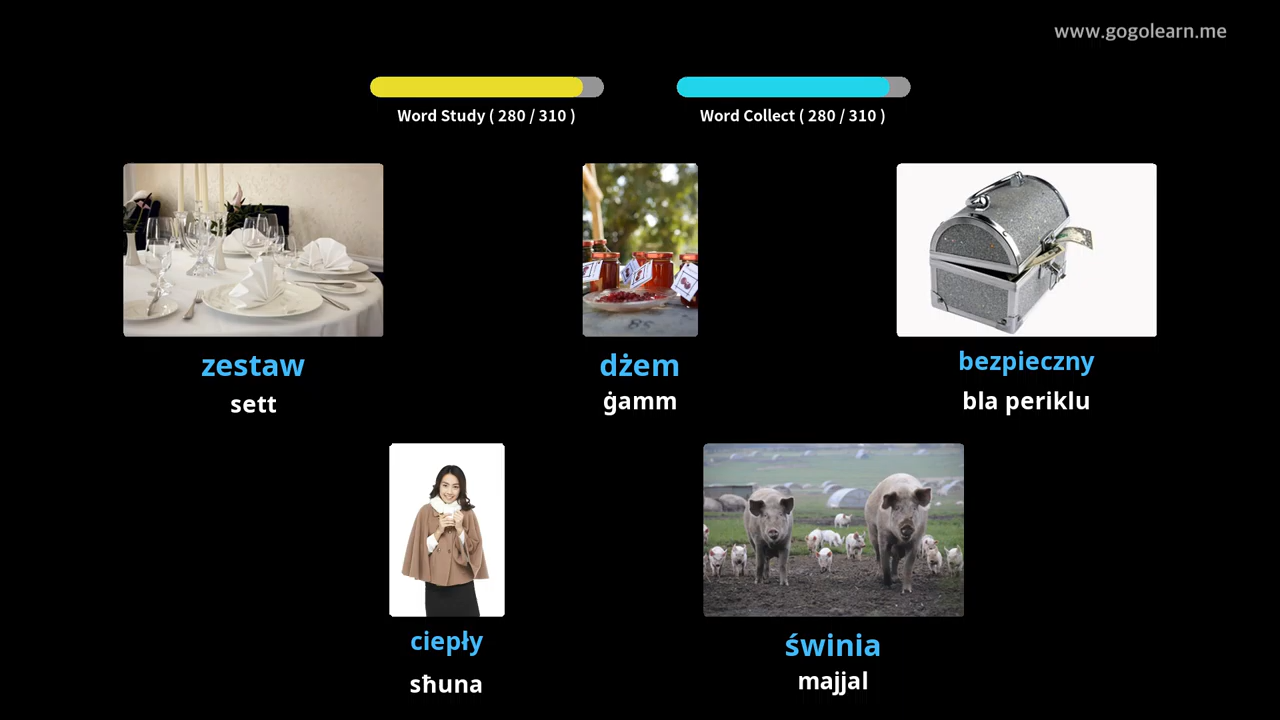 www.gogolearn.me
Word Study ( 280 / 310 )
Word Collect ( 280 / 310 )
zestaw
sett
dżem
ġamm
bezpieczny
bla periklu
ciepły
sħuna
świnia
majjal